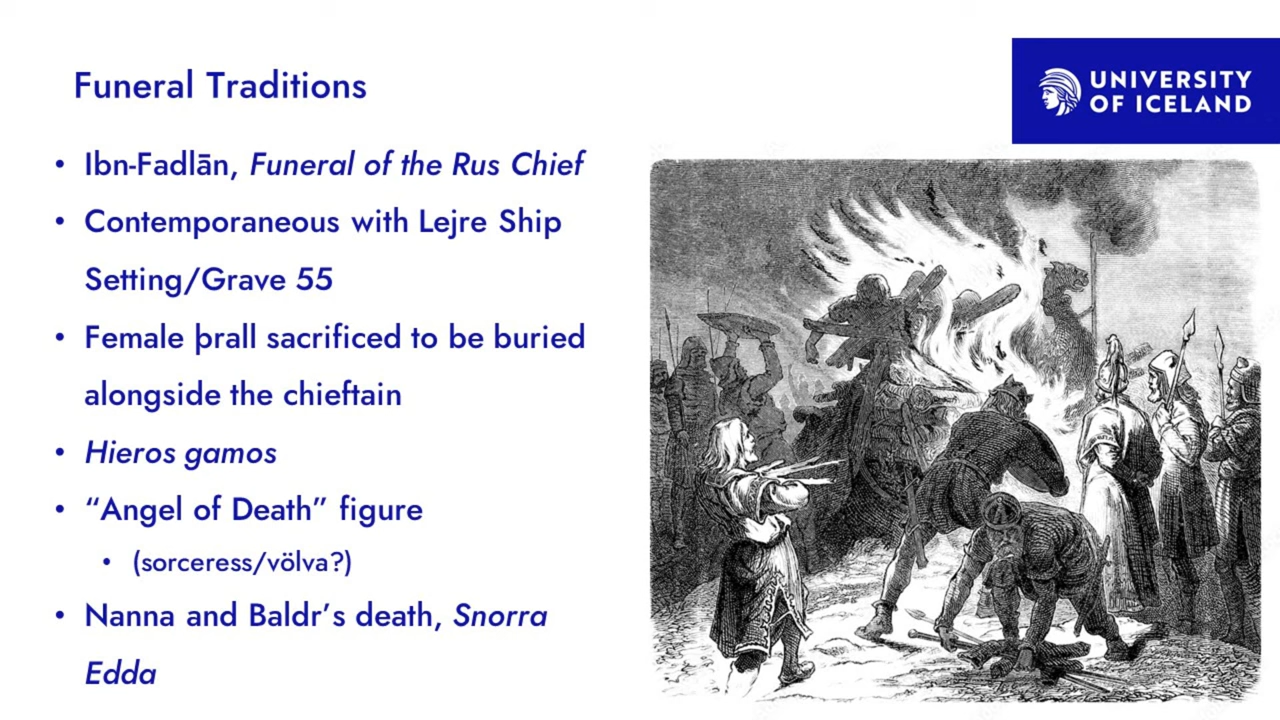 Funeral Traditions
UNIVERSITY
OF ICELAND
• Ibn-Fadlān, Funeral of the Rus Chief
• Contemporaneous with Lejre Ship
Setting/Grave 55
• Female þrall sacrificed to be buried
alongside the chieftain
• Hieros gamos
• “Angel of Death” figure
• (sorceress/völva?)
• Nanna and Baldr’s death, Snorra
Edda